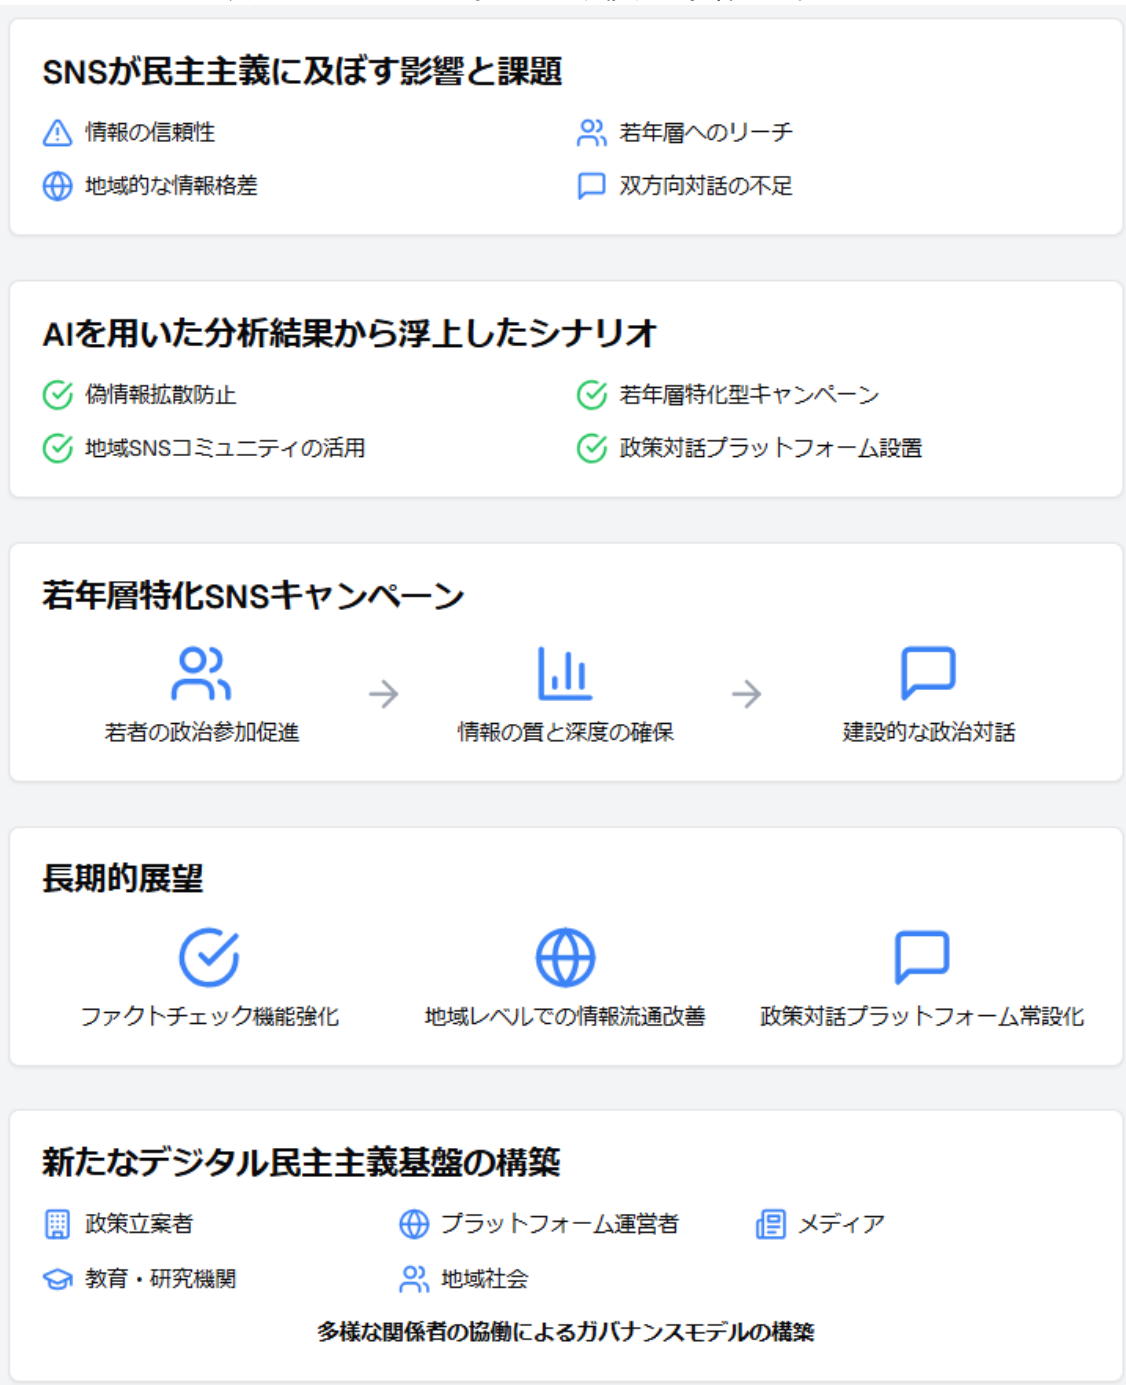 SNSが民主主義に及ぼす影響と課題
情報の信頼性
若年層へのリーチ
地域的な情報格差
双方向対話の不足
AIを用いた分析結果から浮上したシナリオ
偽情報拡散防止
若年層特化型キャンペーン
地域SNSコミュニティの活用
政策対話プラットフォーム設置
若年層特化SNSキャンペーン
若者の政治参加促進
情報の質と深度の確保
建設的な政治対話
長期的展望
ファクトチェック機能強化
地域レベルでの情報流通改善
政策対話プラットフォーム常設化
新たなデジタル民主主義基盤の構築
政策立案者
プラットフォーム運営者
メディア
教育・研究機関
地域社会
多様な関係者の協働によるガバナンスモデルの構築